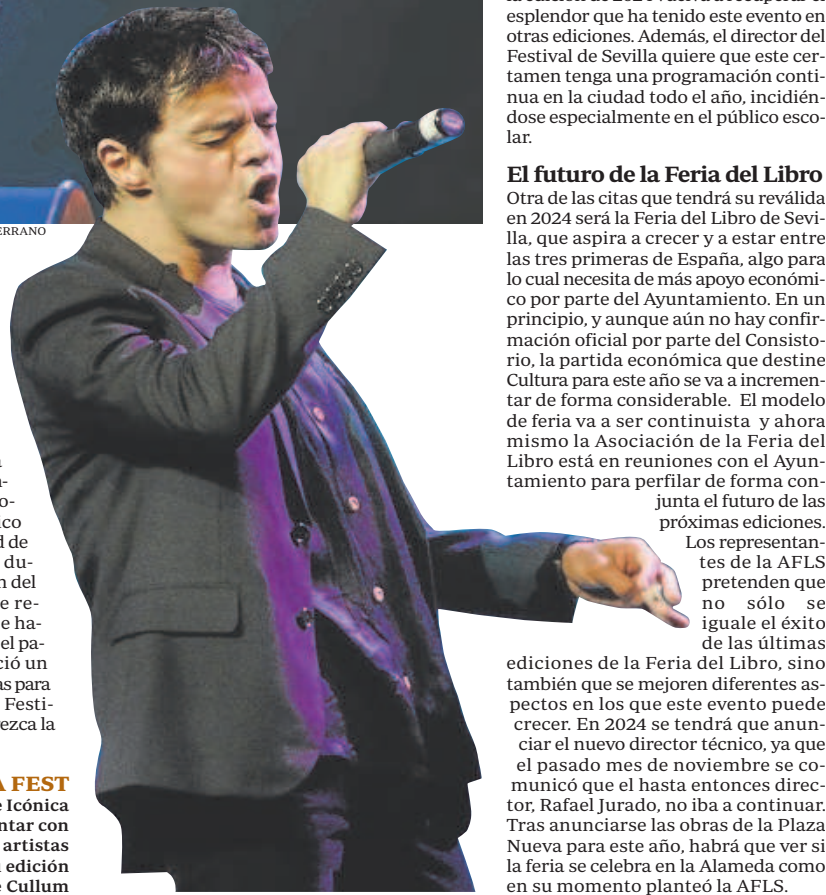 ERRANO
ico
d de
du-
n del
e re-
e ha-
el pa-
ció un
as para
Festi-
ezca la
A FEST
e Icónica
ntar con
artistas
edición
e Cullum
esplendor que ha tenido este evento en
otras ediciones. Además, el director del
Festival de Sevilla quiere que este cer-
tamen tenga una programación conti-
nua en la ciudad todo el año, incidién-
dose especialmente en el público esco-
lar.
El futuro de la Feria del Libro
Otra de las citas que tendrá su reválida
en 2024 será la Feria del Libro de Sevi-
lla, que aspira a crecer y a estar entre
las tres primeras de España, algo para
lo cual necesita de más apoyo económi-
co por parte del Ayuntamiento. En un
principio, y aunque aún no hay confir-
mación oficial por parte del Consisto-
rio, la partida económica que destine
Cultura para este año se va a incremen-
tar de forma considerable. El modelo
de feria va a ser continuista y ahora
mismo la Asociación de la Feria del
Libro está en reuniones con el Ayun-
tamiento para perfilar de forma con-
junta el futuro de las
próximas ediciones.
Los representan-
tes de la AFLS
pretenden que
no sólo se
iguale el éxito
de las últimas
ediciones de la Feria del Libro, sino
también que se mejoren diferentes as-
pectos en los que este evento puede
crecer. En 2024 se tendrá que anun-
ciar el nuevo director técnico, ya que
el pasado mes de noviembre se co-
municó que el hasta entonces direc-
tor, Rafael Jurado, no iba a continuar.
Tras anunciarse las obras de la Plaza
Nueva para este año, habrá que ver si
la feria se celebra en la Alameda como
en su momento planteó la AFLS.